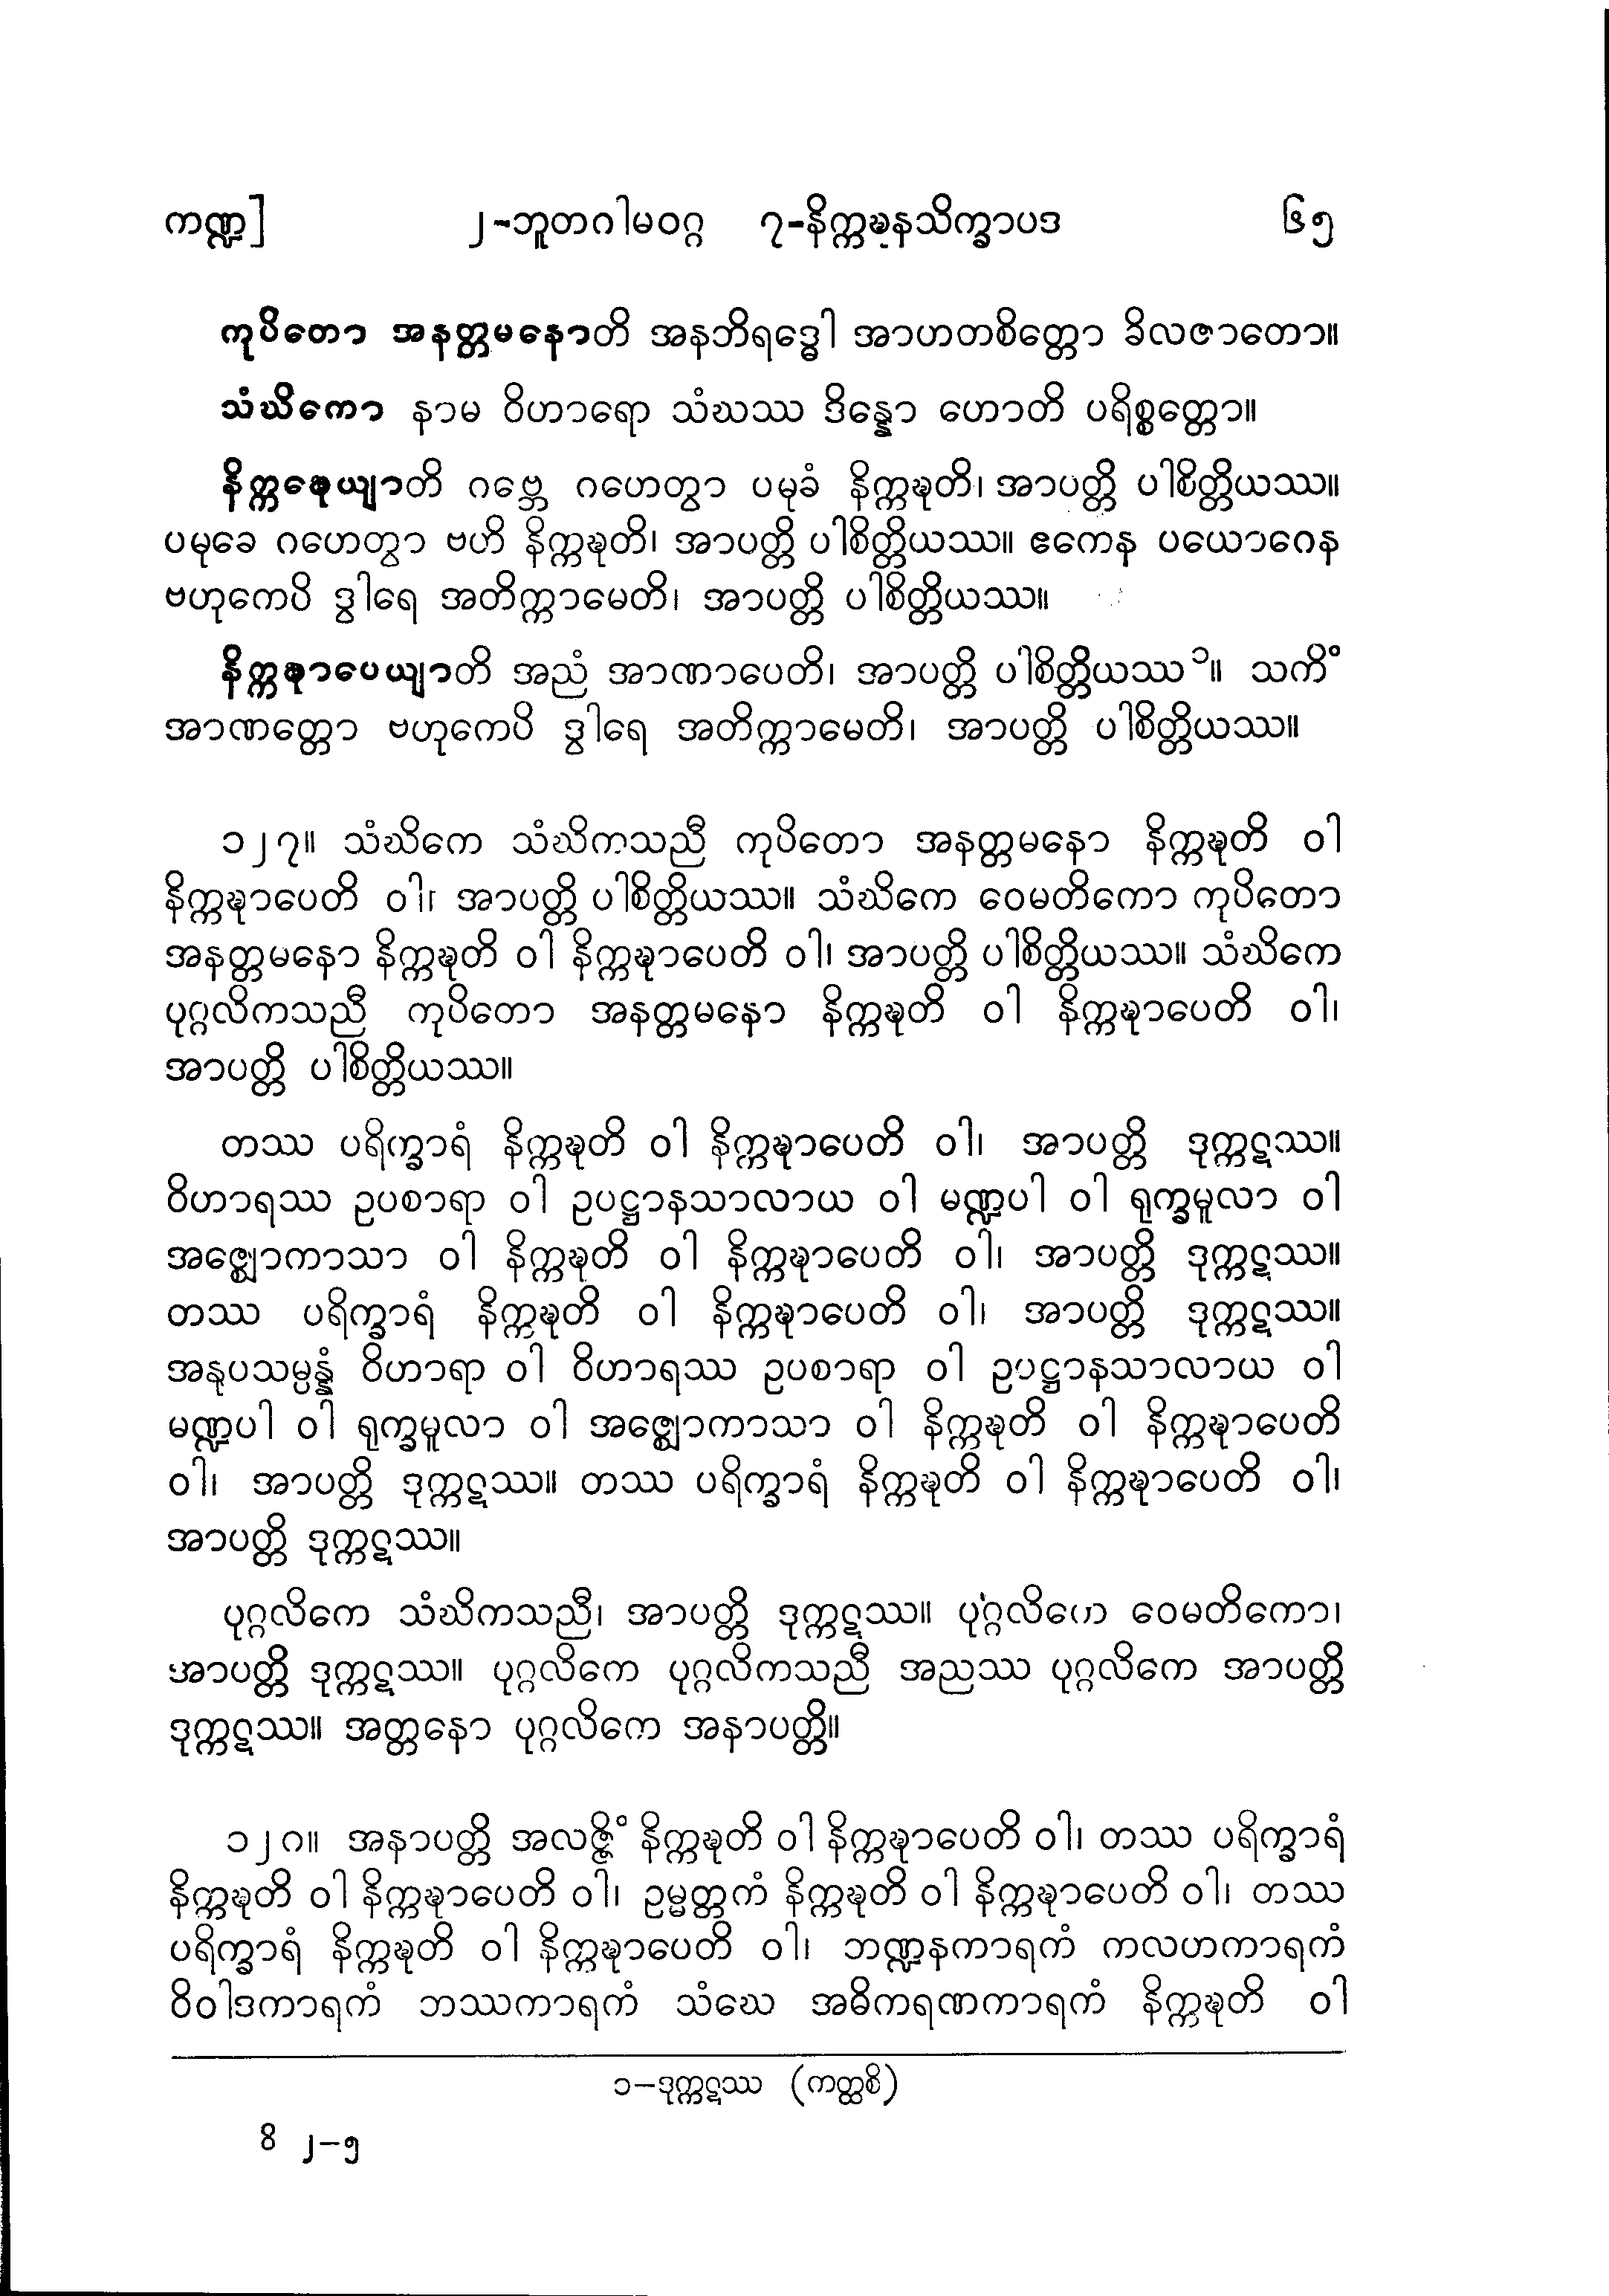 ကဏ္ဍ] ၂-ဘူတဂါမဝဂ္ဂ ၇-နိက္ကဍ္ဎနသိက္ခာပဒ ၆၅
ကုပိတော အနတ္တမနောတိ အနဘိရဒ္ဓေါ အာဟတစိတ္တော ခိလဇာတော။
သံဃိကော နာမ ဝိဟာရော သံဃဿ ဒိန္နော ဟောတိ ပရိစ္စတ္တော။
နိက္ကဍ္ဎေယျာတိ ဂဗ္ဘေ ဂဟေတွာ ပမုခံ နိက္ကဍ္ဎတိ၊ အာပတ္တိ ပါစိတ္တိယဿ။
ပမုခေ ဂဟေတွာ ဗဟိ နိက္ကဍ္ဎတိ၊ အာပတ္တိ ပါစိတ္တိယဿ။ ဧကေန ပယောဂေန
ဗဟုကေပိ ဒွါရေ အတိက္ကာမေတိ၊ အာပတ္တိ ပါစိတ္တိယဿ။
နိက္ကဍ္ဎာပေယျာတိ အညံ အာဏာပေတိ၊ အာပတ္တိ ပါစိတ္တိယဿ ၁။ သကိံ
အာဏတ္တော ဗဟုကေပိ ဒွါရေ အတိက္ကာမေတိ၊ အာပတ္တိ ပါစိတ္တိယဿ။
၁၂၇။ သံဃိကေ သံဃိကသညီ ကုပိတော အနတ္တမနော နိက္ကဍ္ဎတိ ဝါ
နိက္ကဍ္ဎာပေတိ ဝါ၊ အာပတ္တိ ပါစိတ္တိယဿ။ သံဃိကေ ဝေမတိကော ကုပိတော
အနတ္တမနော နိက္ကဍ္ဎတိ ဝါ နိက္ကဍ္ဎာပေတိ ဝါ၊ အာပတ္တိ ပါစိတ္တိယဿ။ သံဃိကေ
ပုဂ္ဂလိကသညီ ကုပိတော အနတ္တမနော နိက္ကဍ္ဎတိ ဝါ နိက္ကဍ္ဎာပေတိ ဝါ၊
အာပတ္တိ ပါစိတ္တိယဿ။
တဿ ပရိက္ခာရံ နိက္ကဍ္ဎတိ ဝါ နိက္ကဍ္ဎာပေတိ ဝါ၊ အာပတ္တိ ဒုက္ကဋဿ။
ဝိဟာရဿ ဥပစာရာ ဝါ ဥပဋ္ဌာနသာလာယ ဝါ မဏ္ဍပါ ဝါ ရုက္ခမူလာ ဝါ
အဇ္ဈောကာသာ ဝါ နိက္ကဍ္ဎတိ ဝါ နိက္ကဍ္ဎာပေတိ ဝါ၊ အာပတ္တိ ဒုက္ကဋဿ။
တဿ ပရိက္ခာရံ နိက္ကဍ္ဎတိ ဝါ နိက္ကဍ္ဎာပေတိ ဝါ၊ အာပတ္တိ ဒုက္ကဋဿ။
အနုပသမ္ပန္နံ ဝိဟာရာ ဝါ ဝိဟာရဿ ဥပစာရာ ဝါ ဥပဋ္ဌာနသာလာယ ဝါ
မဏ္ဍပါ ဝါ ရုက္ခမူလာ ဝါ အဇ္ဈောကာသာ ဝါ နိက္ကဍ္ဎတိ ဝါ နိက္ကဍ္ဎာပေတိ
ဝါ၊ အာပတ္တိ ဒုက္ကဋဿ။ တဿ ပရိက္ခာရံ နိက္ကဍ္ဎတိ ဝါ နိက္ကဍ္ဎာပေတိ ဝါ၊
အာပတ္တိ ဒုက္ကဋဿ။
ပုဂ္ဂလိကေ သံဃိကသညီ၊ အာပတ္တိ ဒုက္ကဋဿ။ ပုဂ္ဂလိကေ ဝေမတိကော၊
အာပတ္တိ ဒုက္ကဋဿ။ ပုဂ္ဂလိကေ ပုဂ္ဂလိကသညီ အညဿ ပုဂ္ဂလိကေ အာပတ္တိ
ဒုက္ကဋဿ။ အတ္တနော ပုဂ္ဂလိကေ အနာပတ္တိ။
၁၂၈။ အနာပတ္တိ အလဇ္ဇိံ နိက္ကဍ္ဎတိ ဝါ နိက္ကဍ္ဎာပေတိ ဝါ၊ တဿ ပရိက္ခာရံ
နိက္ကဍ္ဎတိ ဝါ နိက္ကဍ္ဎာပေတိ ဝါ၊ ဥမ္မတ္တကံ နိက္ကဍ္ဎတိ ဝါ နိက္ကဍ္ဎာပေတိ ဝါ၊ တဿ
ပရိက္ခာရံ နိက္ကဍ္ဎတိ ဝါ နိက္ကဍ္ဎာပေတိ ဝါ၊ ဘဏ္ဍနကာရကံ ကလဟကာရကံ
ဝိဝါဒကာရကံ ဘဿကာရကံ သံဃေ အဓိကရဏကာရကံ နိက္ကဍ္ဎတိ ဝါ
၁–ဒုက္ကဋဿ (ကတ္ထစိ)
ဝိ ၂–၅